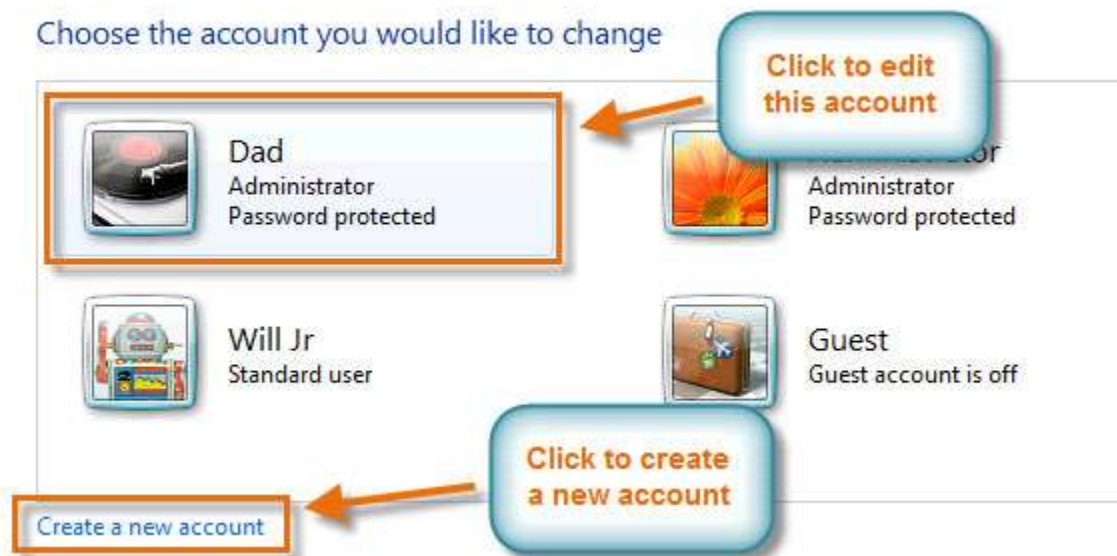 Choose the account you would like to change
Click to edit
this account
Dad
Administrator
Password protected
Administrator
Password protected
Will Jr
Standard user
Guest
Guest account is off
Click to create
a new account
Create a new account